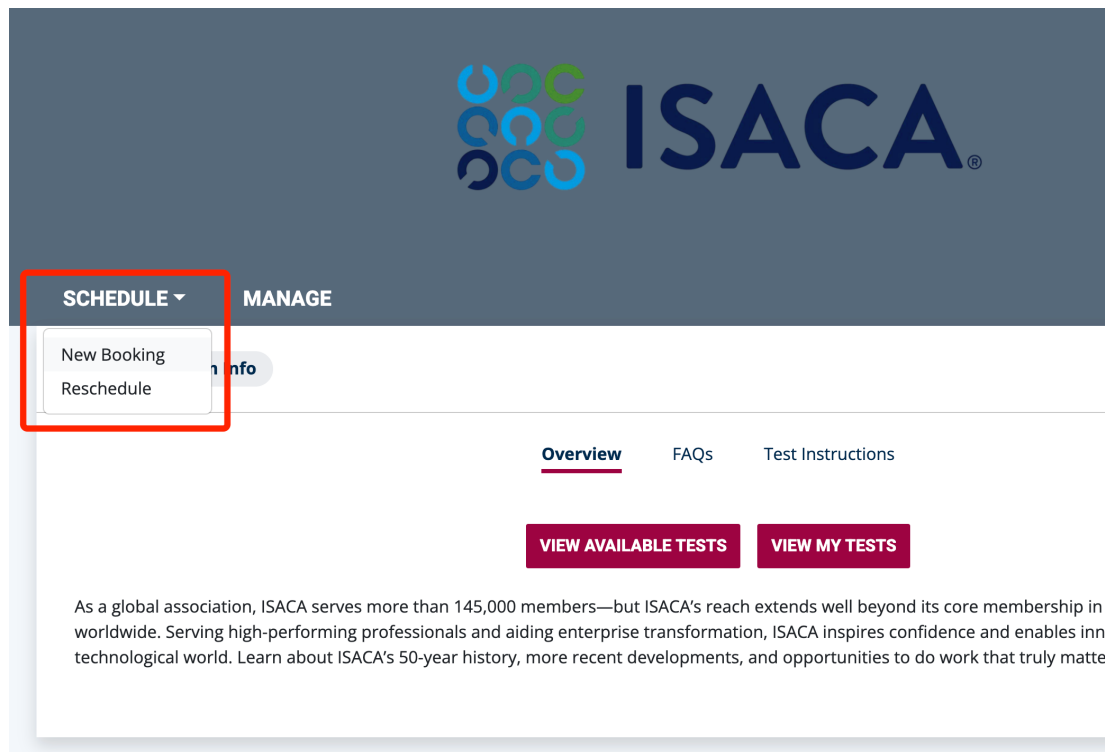 ISACA®
SCHEDULE MANAGE
New Booking
n Info
Reschedule
Overview FAQs Test Instructions
VIEW AVAILABLE TESTS VIEW MY TESTS
As a global association, ISACA serves more than 145,000 members—but ISACA’s reach extends well beyond its core membership in
worldwide. Serving high-performing professionals and aiding enterprise transformation, ISACA inspires confidence and enables inn
technological world. Learn about ISACA’s 50-year history, more recent developments, and opportunities to do work that truly matte